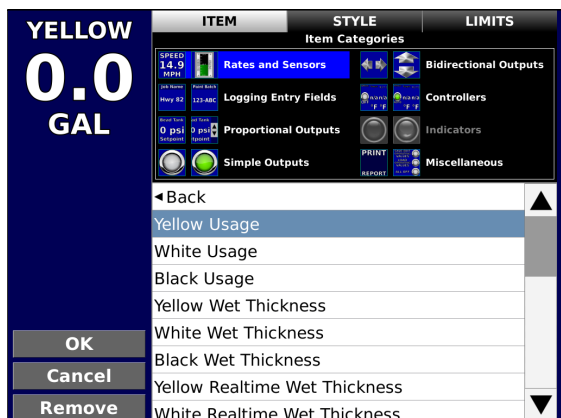 YELLOW
0.0
GAL
ITEM STYLE LIMITS
Item Categories
SPEED
14.9
MPH
Rates and Sensors
Bidirectional Outputs
Job Name Paint Batch
Hwy 82 123-ABC
Logging Entry Fields
n/a n/a
°F °F
Controllers
Bead Tank
0 psi 0 psi
Setpoint
Proportional Outputs
Indicators
Simple Outputs
PRINT
REPORT
Miscellaneous
◄Back
Yellow Usage
White Usage
Black Usage
Yellow Wet Thickness
White Wet Thickness
Black Wet Thickness
Yellow Realtime Wet Thickness
White Realtime Wet Thickness
OK
Cancel
Remove